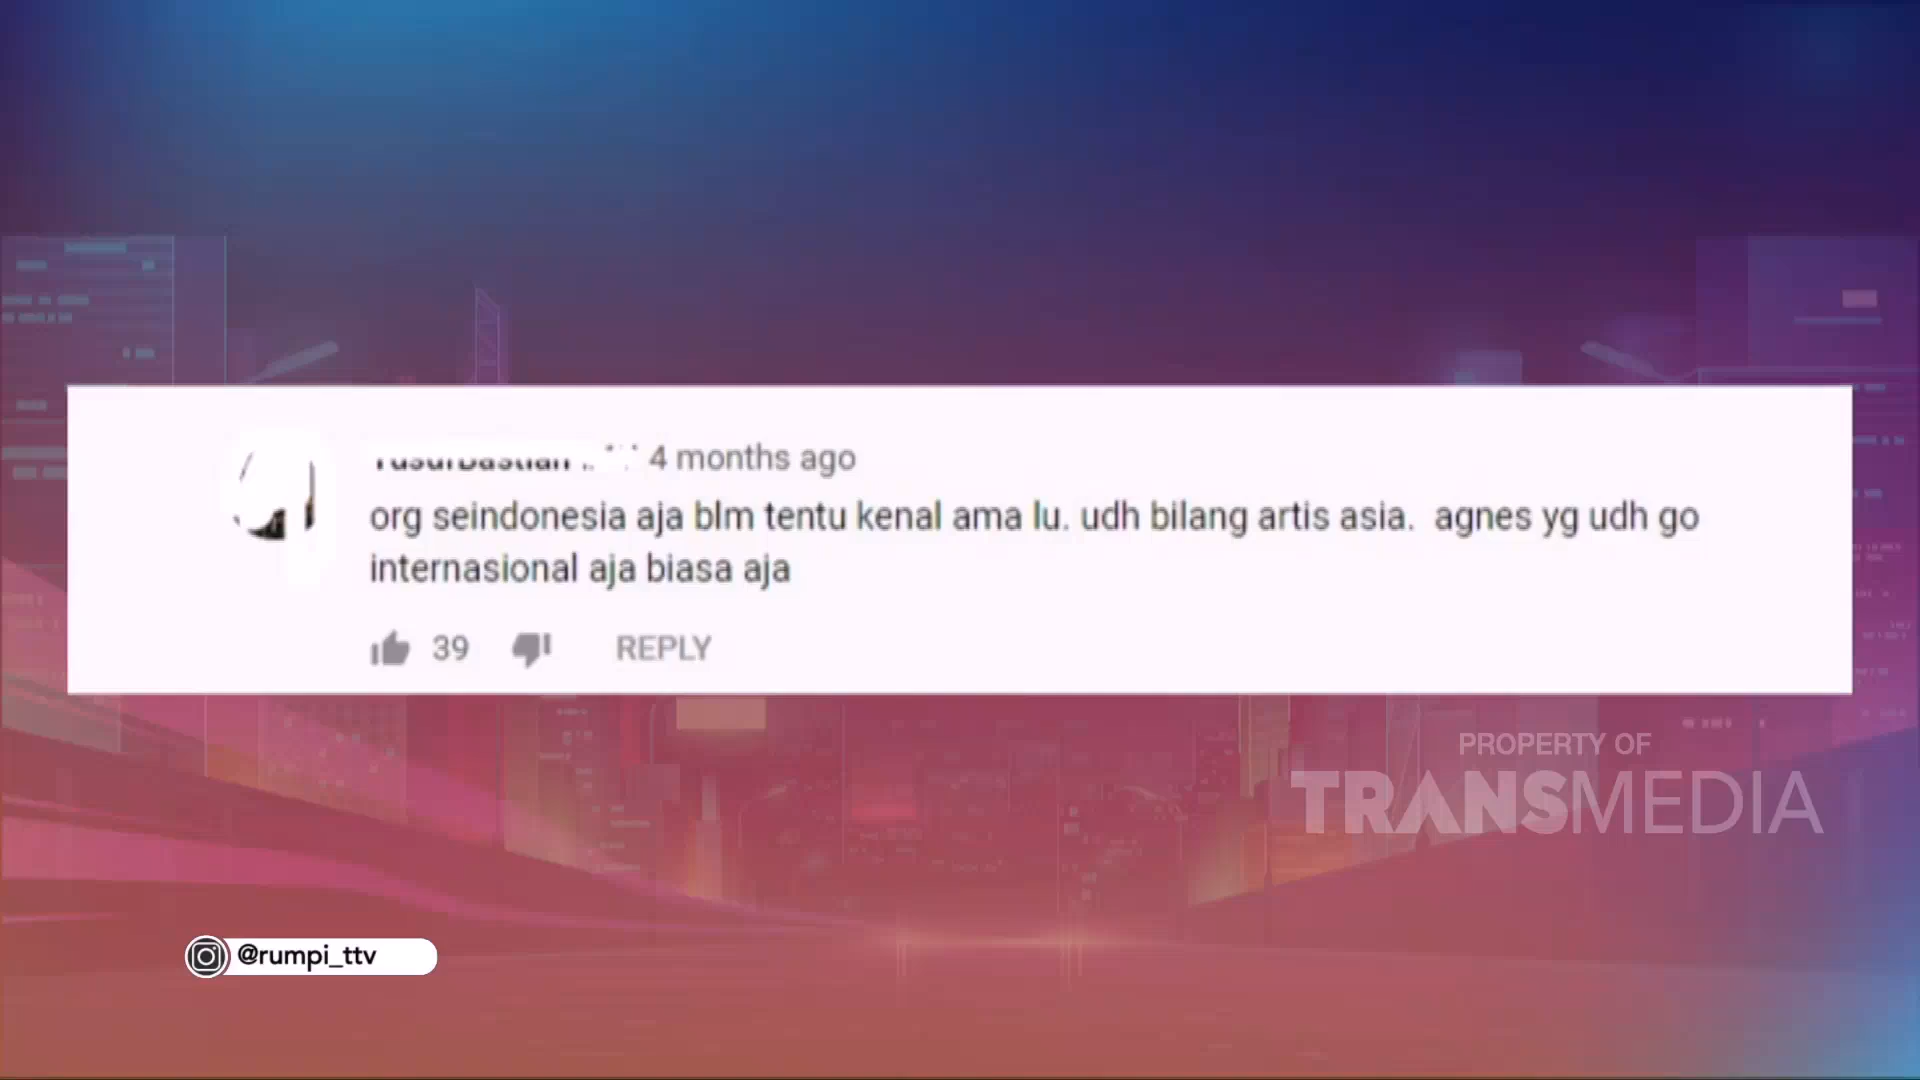 4 months ago
org seindonesia aja blm tentu kenal ama lu. udh bilang artis asia. agnes yg udh go
internasional aja biasa aja
39 REPLY
PROPERTY OF
TRANSMEDIA
@rumpi_ttv